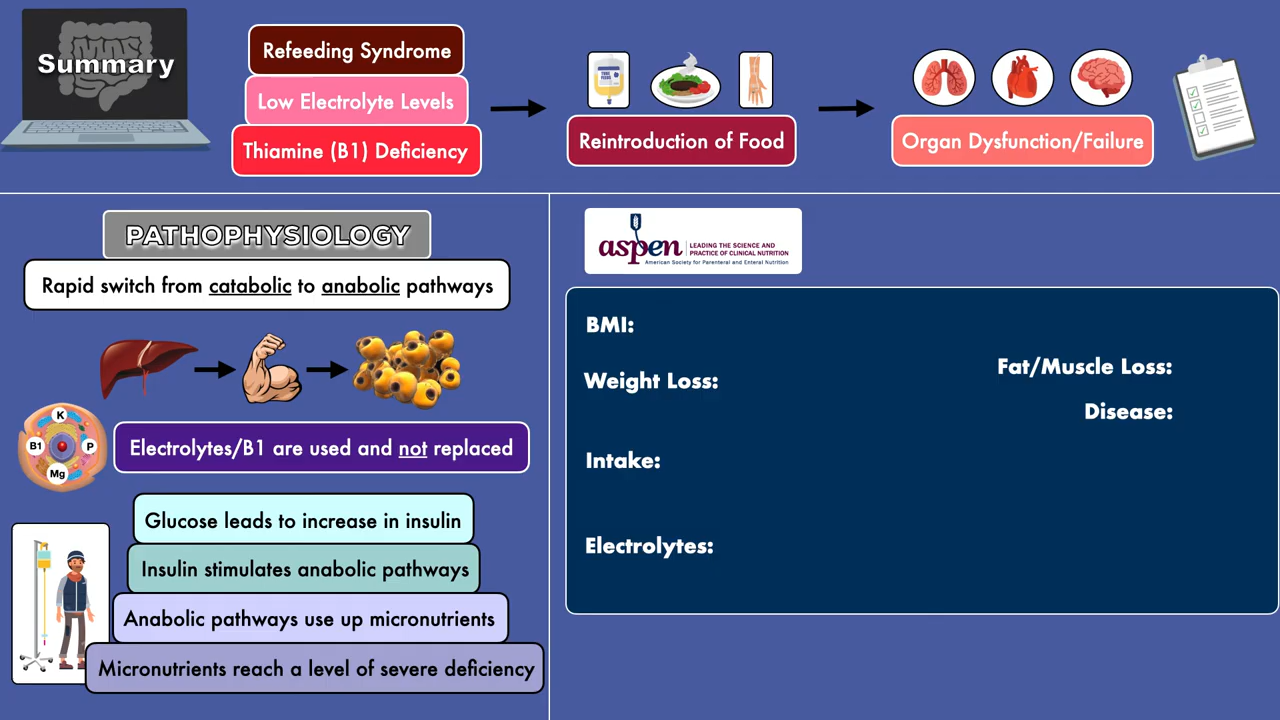 Summary
Refeeding Syndrome
Low Electrolyte Levels
Thiamine (B1) Deficiency
Reintroduction of Food
Organ Dysfunction/Failure
PATHOPHYSIOLOGY
Rapid switch from catabolic to anabolic pathways
K
B1
P
Mg
Electrolytes/B1 are used and not replaced
Glucose leads to increase in insulin
Insulin stimulates anabolic pathways
Anabolic pathways use up micronutrients
Micronutrients reach a level of severe deficiency
aspen
LEADING THE SCIENCE AND
PRACTICE OF CLINICAL NUTRITION
American Society for Parenteral and Enteral Nutrition
BMI:
Weight Loss:
Intake:
Electrolytes:
Fat/Muscle Loss:
Disease: